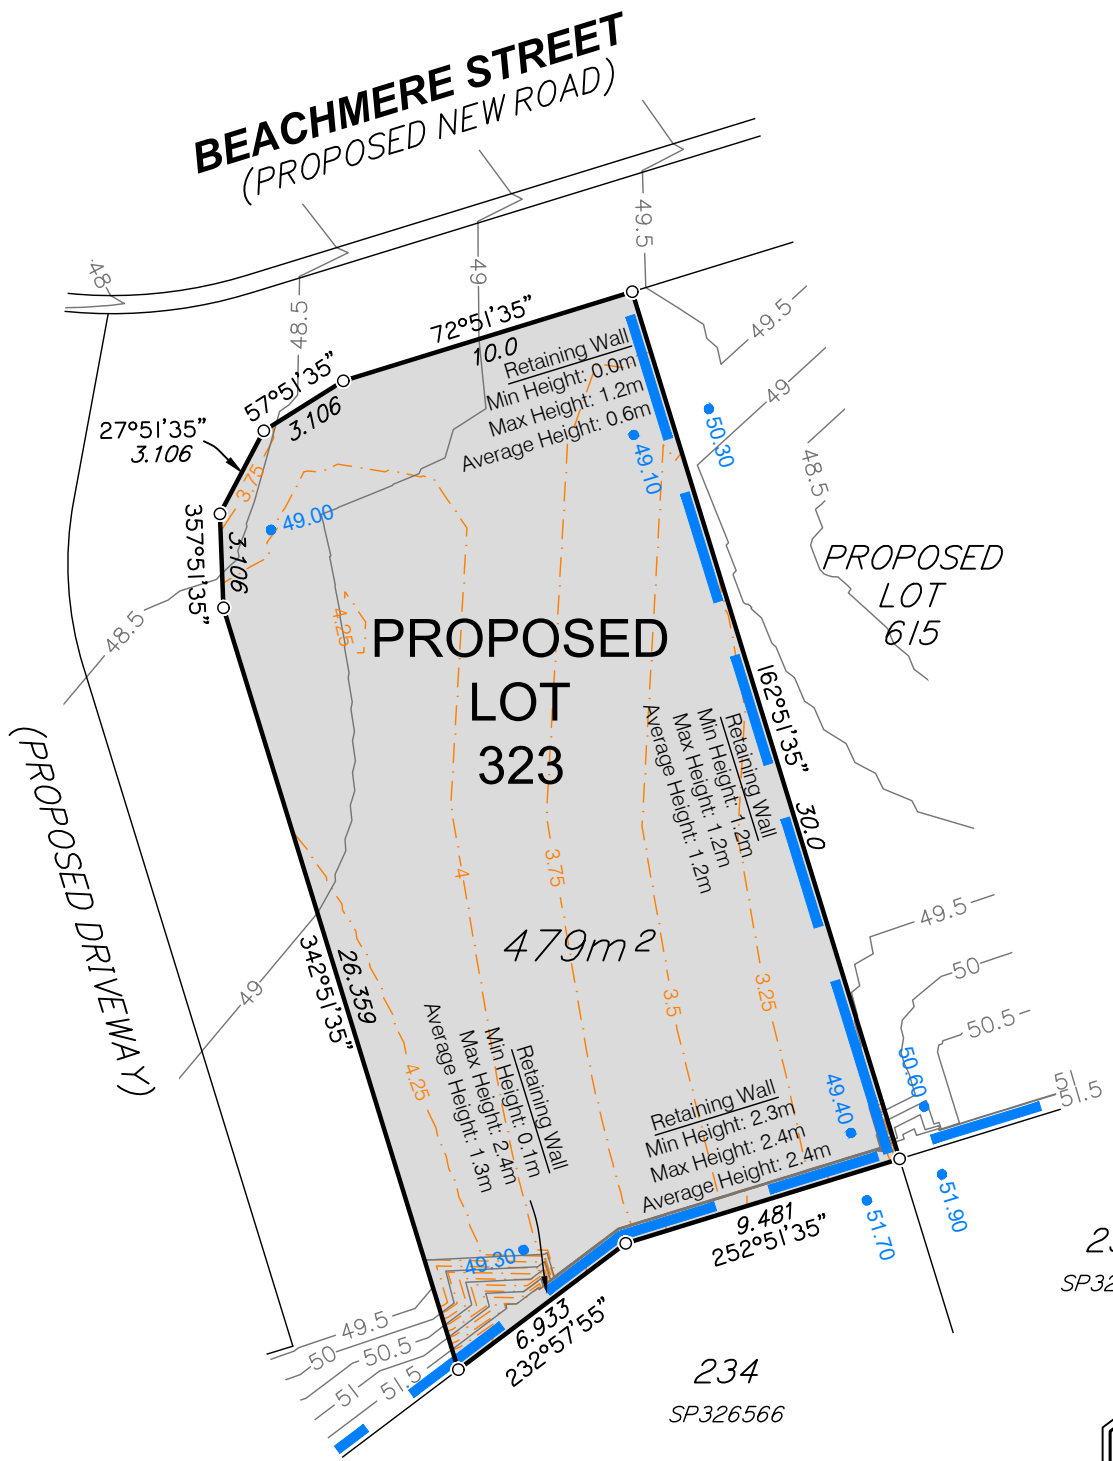 BEACHMERE STREET
(PROPOSED NEW ROAD)
48
48.5
49
49.5
49.5
49
48.5
72°51'35"
10.0
57°51'35"
3.106
27°51'35"
3.106
357°51'35"
3.106
3.75
49.00
48.5
4.25
Retaining Wall
Min Height: 0.0m
Max Height: 1.2m
Average Height: 0.6m
50.30
49.10
PROPOSED
LOT
615
PROPOSED
LOT
323
162°51'35"
30.0
Retaining Wall
Min Height: 1.2m
Max Height: 1.2m
Average Height: 1.2m
(PROPOSED DRIVEWAY)
4
3.75
3.5
3.25
479m²
49.5
50
50.5
51
51.5
49
342°51'35"
26.359
4.25
Retaining Wall
Min Height: 0.1m
Max Height: 2.4m
Average Height: 1.3m
Retaining Wall
Min Height: 2.3m
Max Height: 2.4m
Average Height: 2.4m
49.40
50.60
51.70
51.90
9.481
252°51'35"
49.30
6.933
232°57'55"
49.5
50
50.5
51
51.5
234
SP326566
SP32